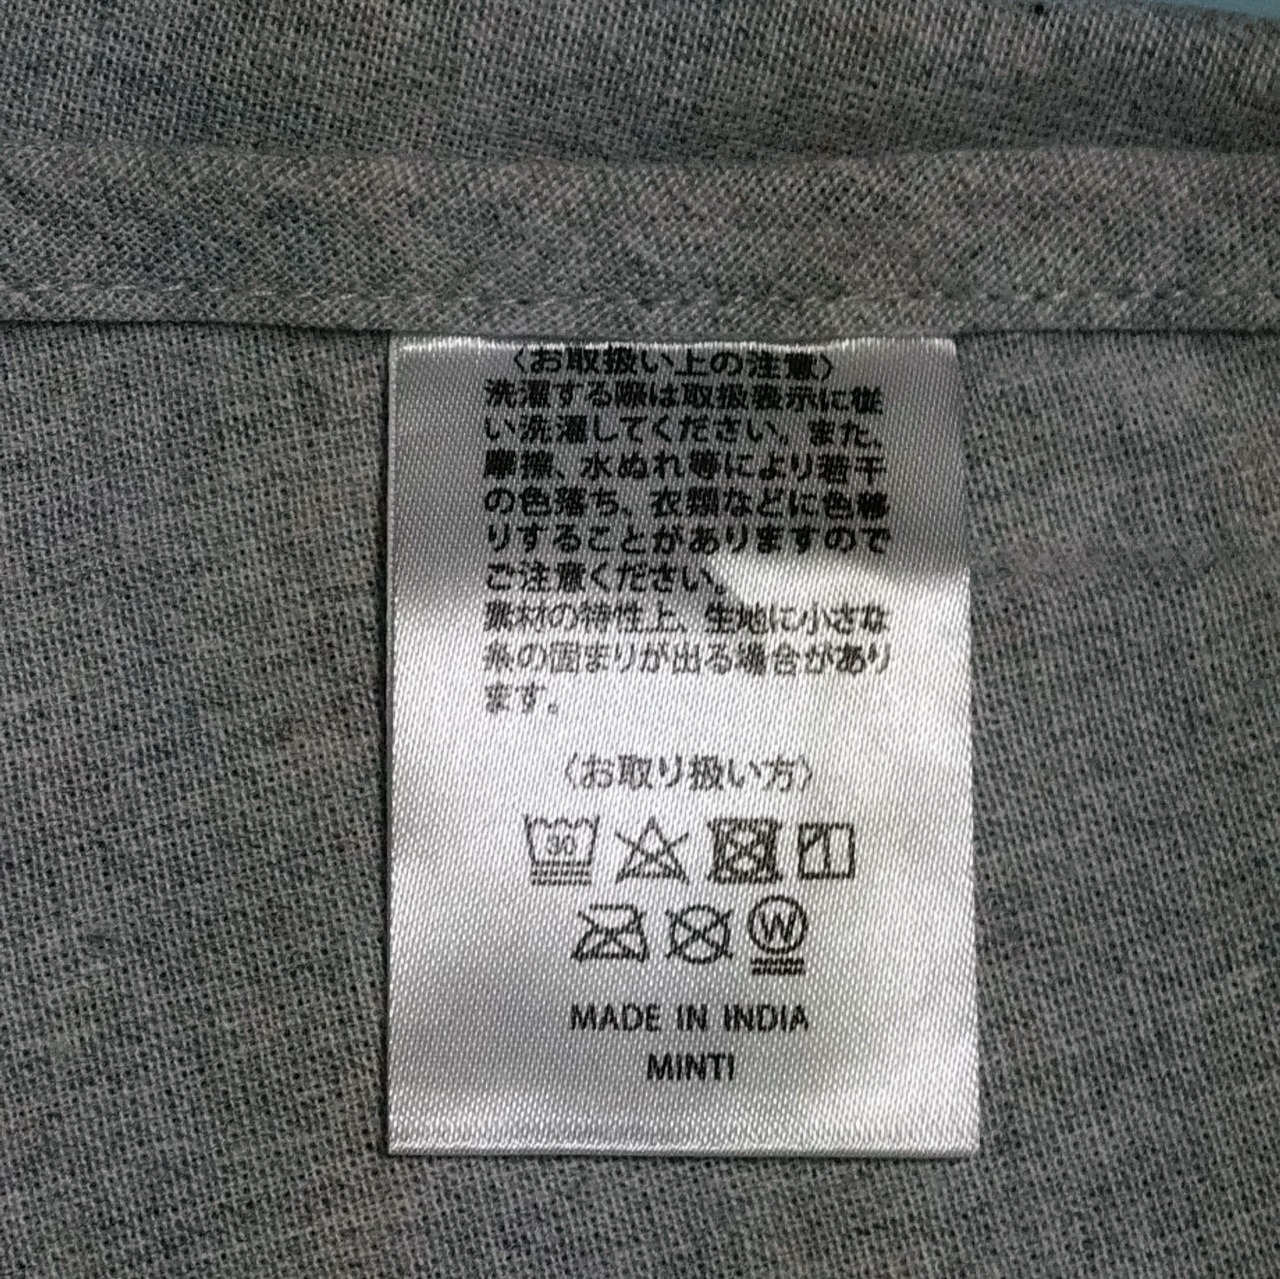 〈お取扱い上の注意〉
洗濯する際は取扱表示に従
い洗濯してください。また、
摩擦、水ぬれ等により若干
の色落ち、衣類などに色移
りすることがありますので
ご注意ください。
素材の特性上、生地に小さな
糸の固まりが出る場合があり
ます。
〈お取り扱い方〉
30
W
MADE IN INDIA
MINTI